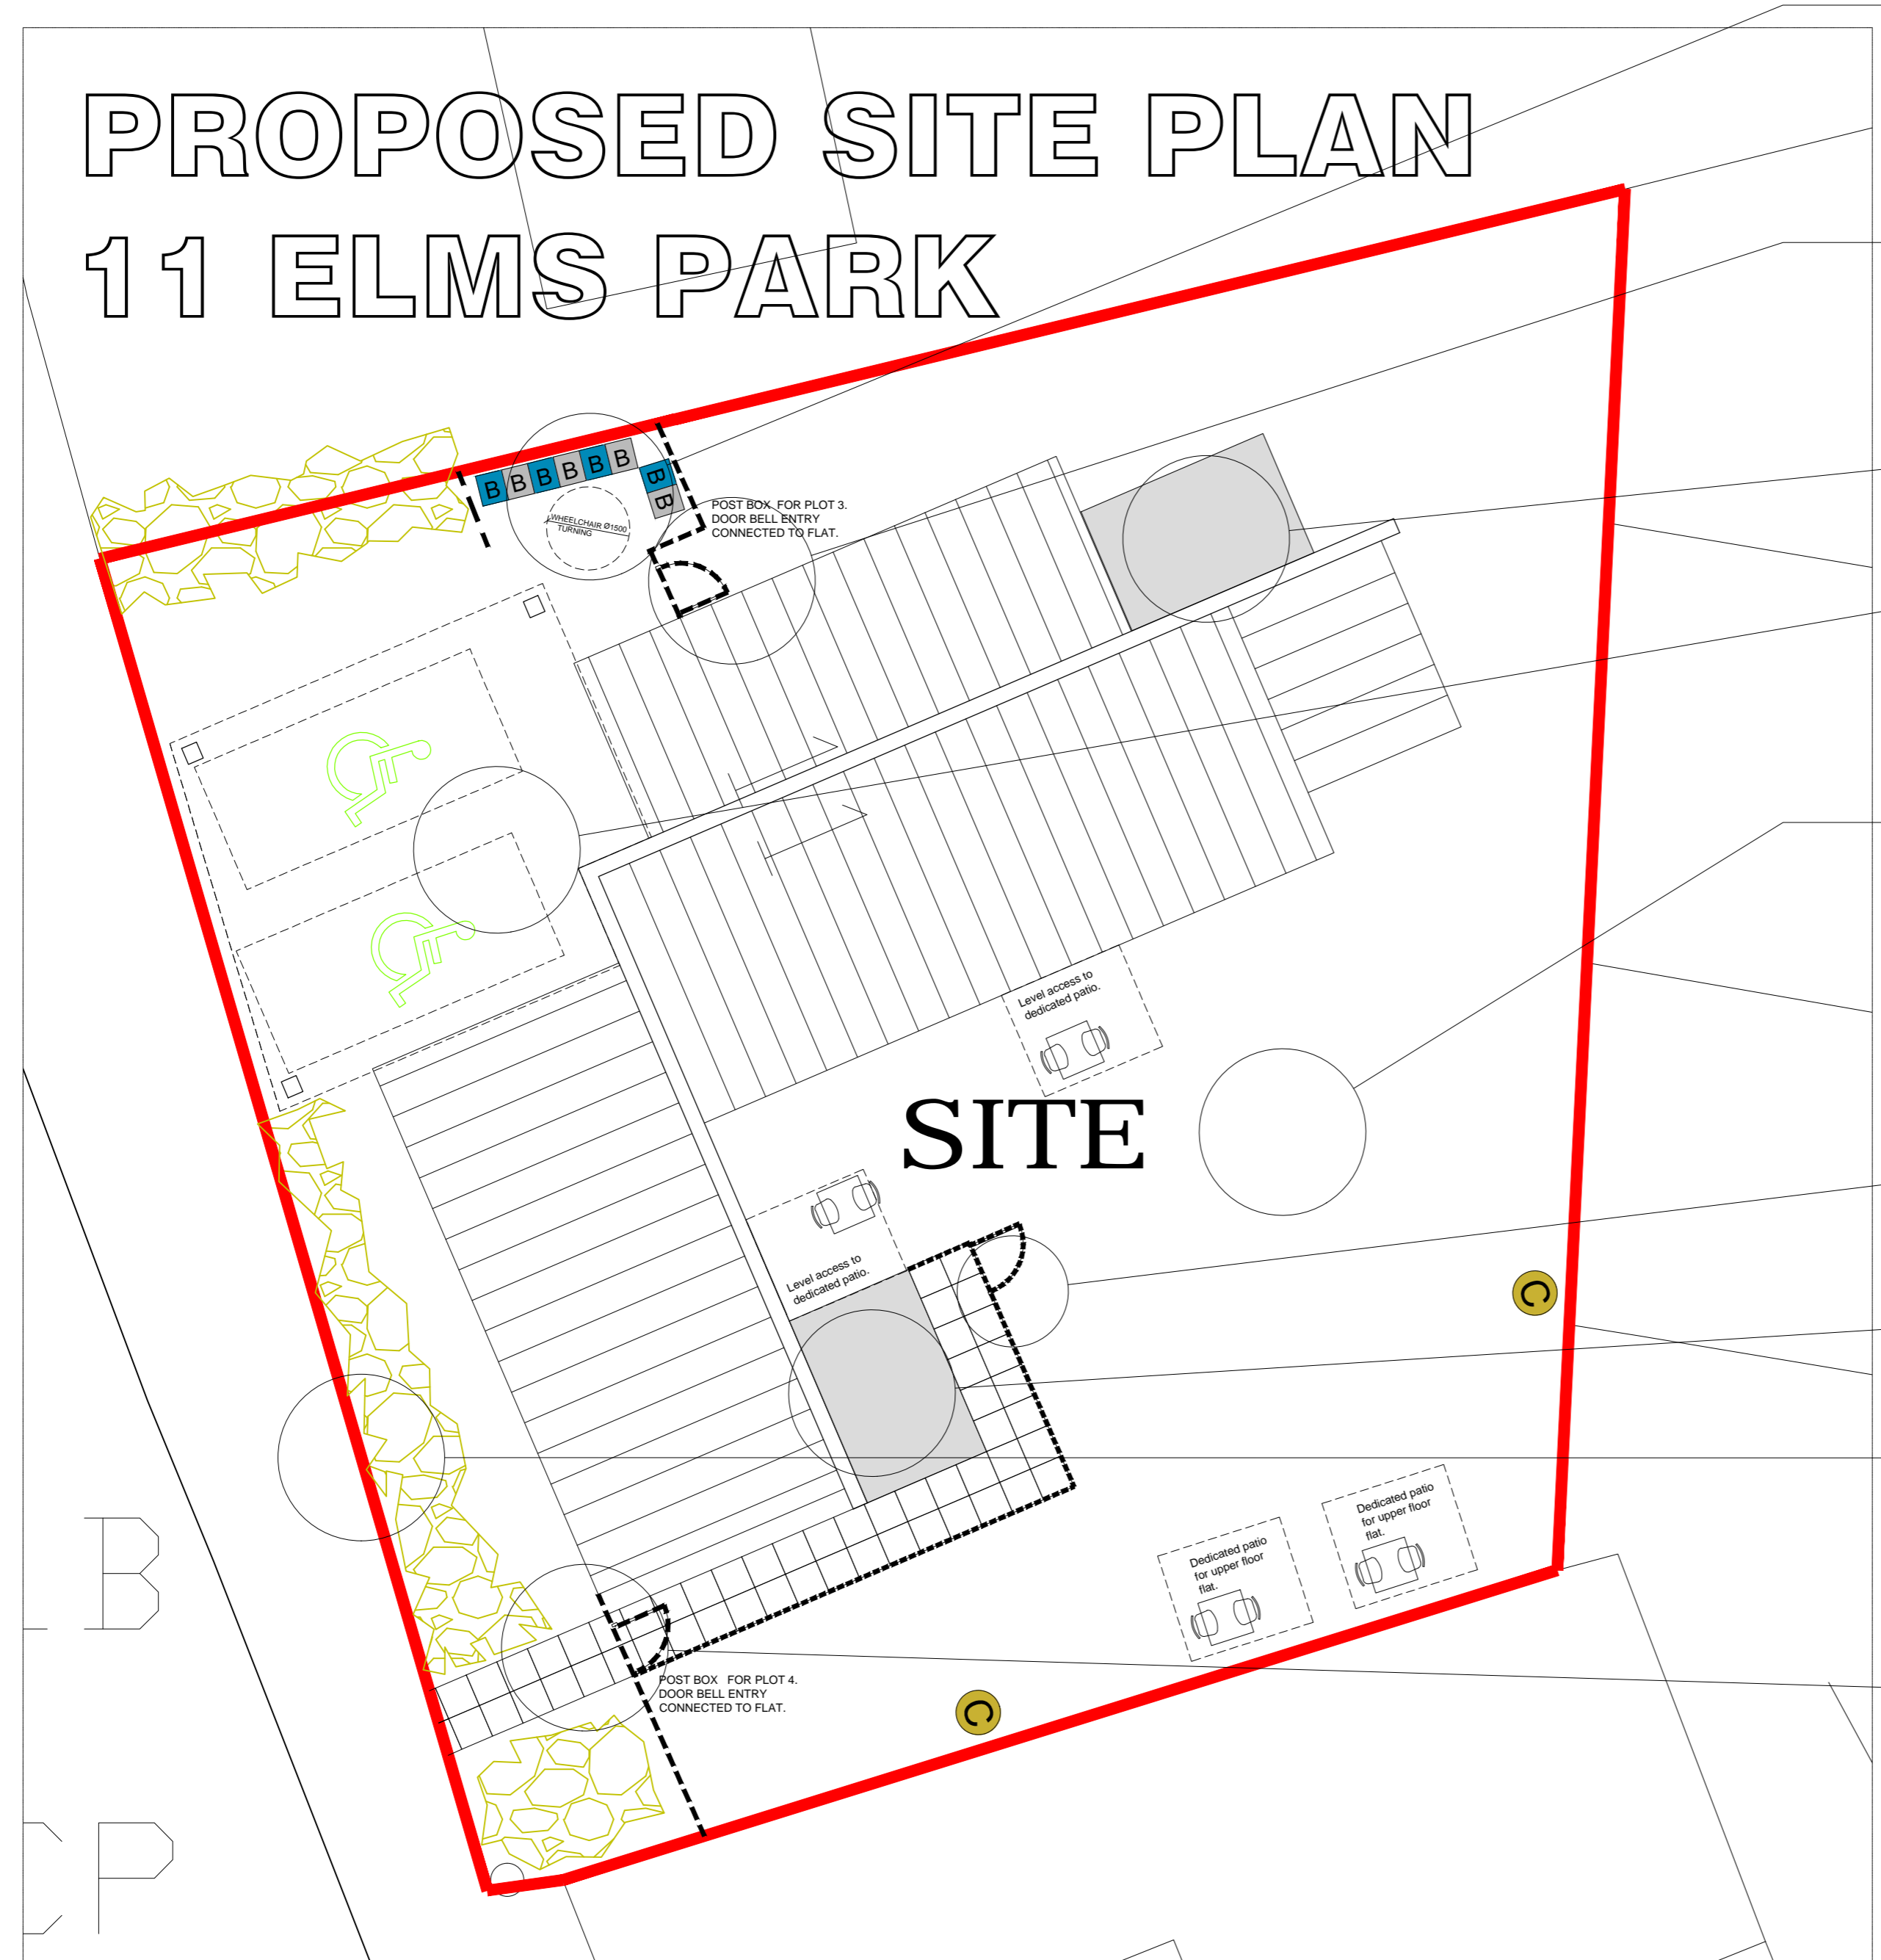 PROPOSED SITE PLAN
11 ELMS PARK
B B B B B B
B
B
WHEELCHAIR Ø1500
TURNING
POST BOX FOR PLOT 3.
DOOR BELL ENTRY
CONNECTED TO FLAT.
Level access to
dedicated patio.
SITE
Level access to
dedicated patio.
C
Dedicated patio
for upper floor
flat.
Dedicated patio
for upper floor
flat.
B
POST BOX FOR PLOT 4.
DOOR BELL ENTRY
CONNECTED TO FLAT.
C
CP